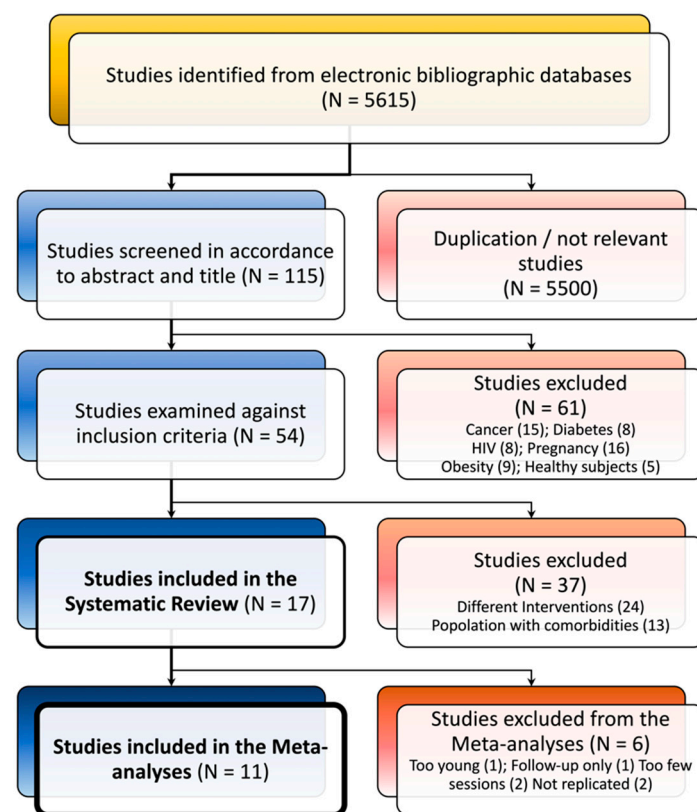 Studies identified from electronic bibliographic databases
(N = 5615)
Studies screened in accordance
to abstract and title (N = 115)
Duplication / not relevant
studies
(N = 5500)
Studies examined against
inclusion criteria (N = 54)
Studies excluded
(N = 61)
Cancer (15); Diabetes (8)
HIV (8); Pregnancy (16)
Obesity (9); Healthy subjects (5)
Studies included in the
Systematic Review (N = 17)
Studies excluded
(N = 37)
Different Interventions (24)
Popolation with comorbidities (13)
Studies included in the Meta-
analyses (N = 11)
Studies excluded from the
Meta-analyses (N = 6)
Too young (1); Follow-up only (1) Too few
sessions (2) Not replicated (2)